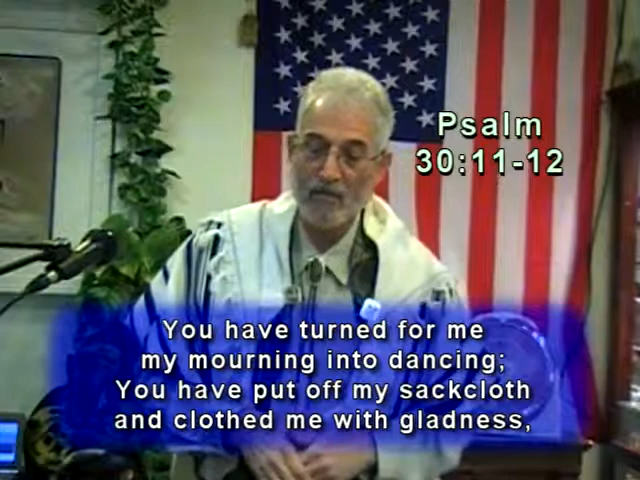 Psalm
30:11-12
You have turned for me
my mourning into dancing;
You have put off my sackcloth
and clothed me with gladness,